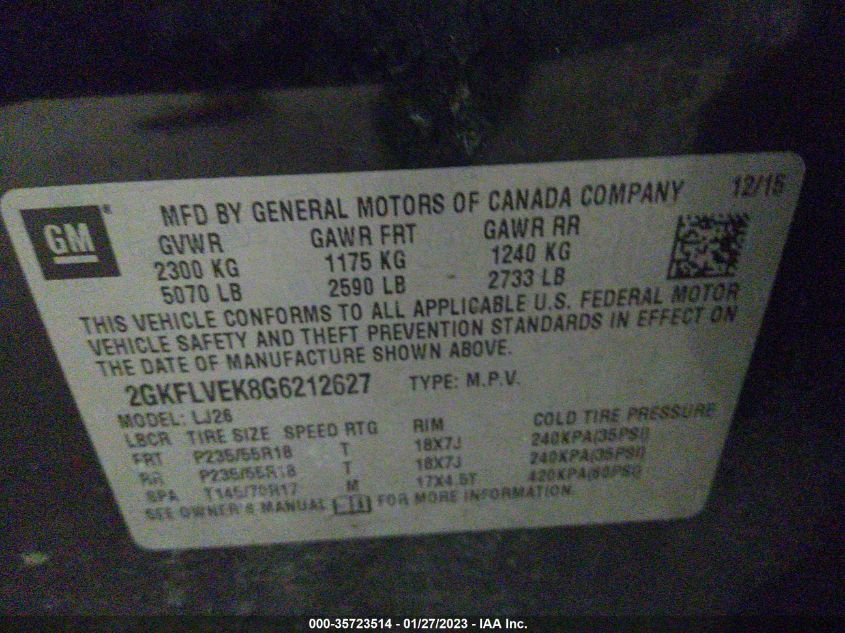 GM
MFD BY GENERAL MOTORS OF CANADA COMPANY 12/15
GVWR GAWR FRT GAWR RR
2300 KG 1175 KG 1240 KG
5070 LB 2590 LB 2733 LB
THIS VEHICLE CONFORMS TO ALL APPLICABLE U.S. FEDERAL MOTOR
VEHICLE SAFETY AND THEFT PREVENTION STANDARDS IN EFFECT ON
THE DATE OF MANUFACTURE SHOWN ABOVE.
2GKFLVEK8G6212627 TYPE: M.P.V.
MODEL: LJ26
LBCR TIRE SIZE SPEED RTG RIM COLD TIRE PRESSURE
FRT P235/55R18 T 18X7J 240KPA(35PSI)
RR P235/55R18 T 18X7J 240KPA(35PSI)
SPA T145/70R17 M 17X4.5T 420KPA(60PSI)
SEE OWNER'S MANUAL FOR MORE INFORMATION.
000-35723514 - 01/27/2023 - IAA Inc.